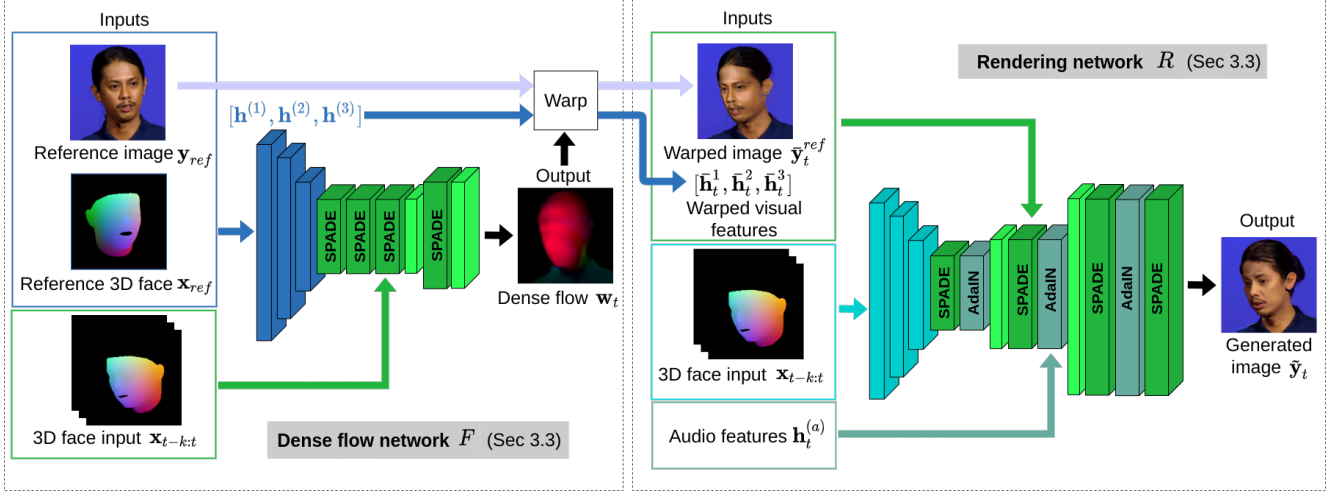 Inputs
Reference image y_ref
Reference 3D face x_ref
3D face input x_{t−k:t}
[h^(1), h^(2), h^(3)]
SPADE
SPADE
SPADE
SPADE
Warp
Output
Dense flow w_t
Dense flow network F (Sec 3.3)
Inputs
Warped image ȳ_t^{ref}
[h̄_t^1, h̄_t^2, h̄_t^3]
Warped visual
features
3D face input x_{t−k:t}
Audio features h_t^(a)
Rendering network R (Sec 3.3)
SPADE
AdaIN
SPADE
AdaIN
SPADE
AdaIN
SPADE
Output
Generated
image ỹ_t